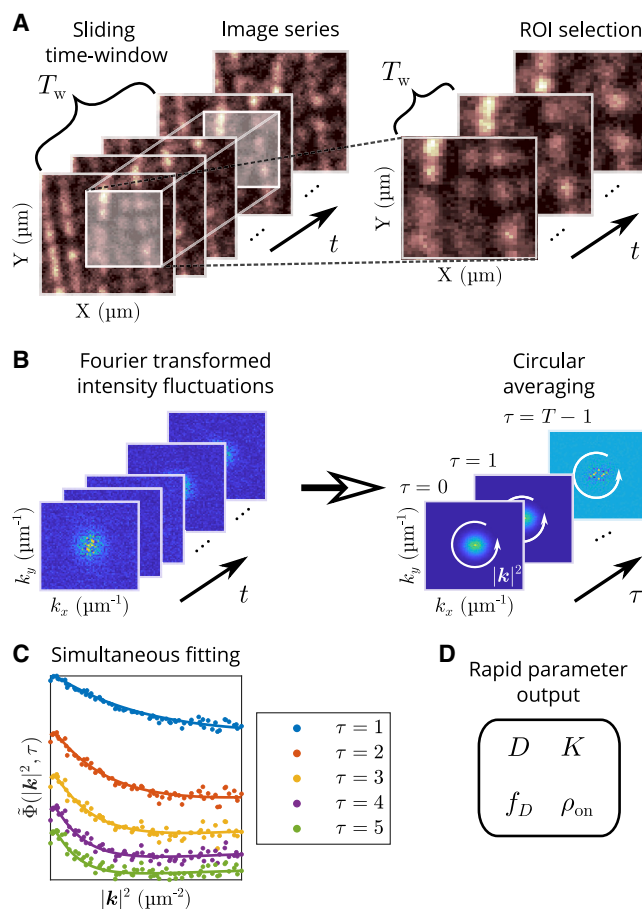 A
Sliding
time-window
Image series
ROI selection
T_w
T_w
Y (µm)
X (µm)
...
...
t
Y (µm)
X (µm)
...
...
t
B
Fourier transformed
intensity fluctuations
Circular
averaging
τ = T − 1
τ = 1
τ = 0
k_y (µm⁻¹)
k_x (µm⁻¹)
...
...
t
k_y (µm⁻¹)
|k|²
k_x (µm⁻¹)
...
τ
C
Simultaneous fitting
Φ̃(|k|², τ)
|k|² (µm⁻²)
τ = 1
τ = 2
τ = 3
τ = 4
τ = 5
D
Rapid parameter
output
D K
f_D ρ_on